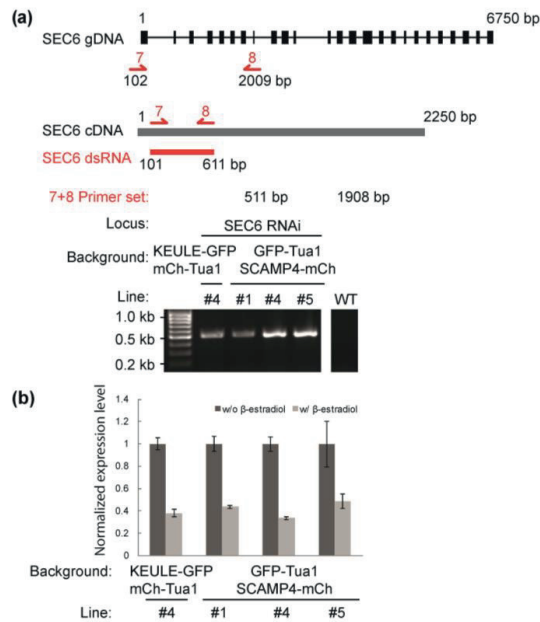 (a)
1 6750 bp
SEC6 gDNA
7 8
102 2009 bp
1 7 8 2250 bp
SEC6 cDNA
SEC6 dsRNA
101 611 bp
7+8 Primer set: 511 bp 1908 bp
Locus: SEC6 RNAi
Background: KEULE-GFP GFP-Tua1
mCh-Tua1 SCAMP4-mCh
Line: #4 #1 #4 #5 WT
1.0 kb
0.5 kb
0.2 kb
(b)
Normalized expression level
1.4
1.2
1
0.8
0.6
0.4
0.2
0
w/o β-estradiol w/ β-estradiol
Background: KEULE-GFP GFP-Tua1
mCh-Tua1 SCAMP4-mCh
Line: #4 #1 #4 #5